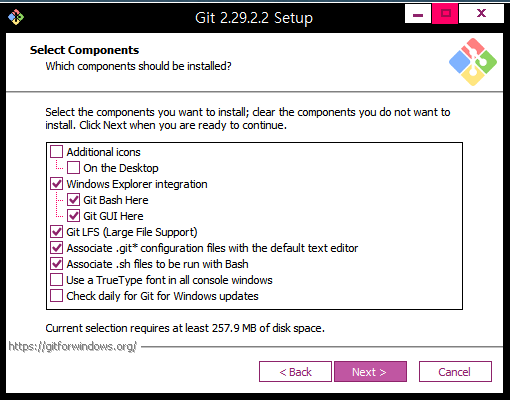 Git 2.29.2.2 Setup
Select Components
Which components should be installed?
Select the components you want to install; clear the components you do not want to
install. Click Next when you are ready to continue.
Additional icons
On the Desktop
Windows Explorer integration
Git Bash Here
Git GUI Here
Git LFS (Large File Support)
Associate .git* configuration files with the default text editor
Associate .sh files to be run with Bash
Use a TrueType font in all console windows
Check daily for Git for Windows updates
Current selection requires at least 257.9 MB of disk space.
https://gitforwindows.org/
< Back
Next >
Cancel